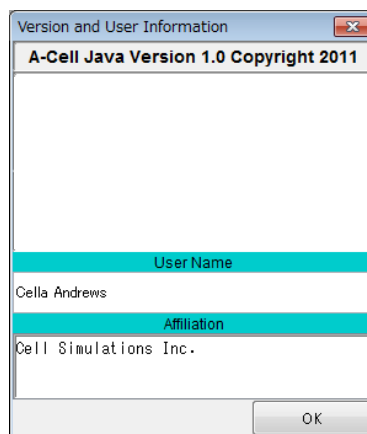 Version and User Information
A-Cell Java Version 1.0 Copyright 2011
User Name
Cella Andrews
Affiliation
Cell Simulations Inc.
OK